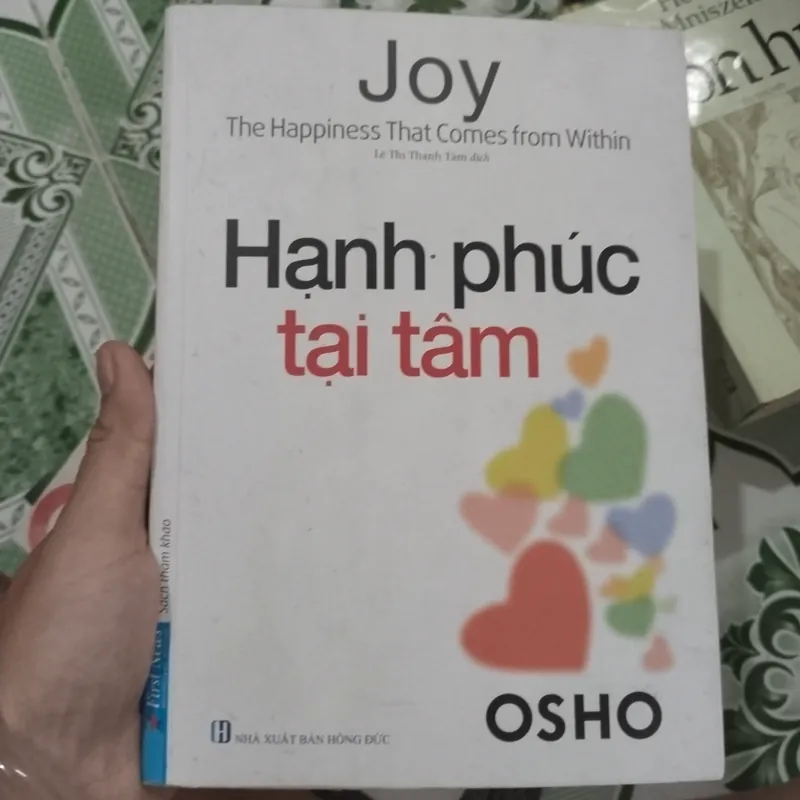 Joy
The Happiness That Comes from Within
Lê Thị Thanh Tâm dịch
Hạnh phúc
tại tâm
OSHO
NHÀ XUẤT BẢN HỒNG ĐỨC
First News
Sách tham khảo
Mniszek